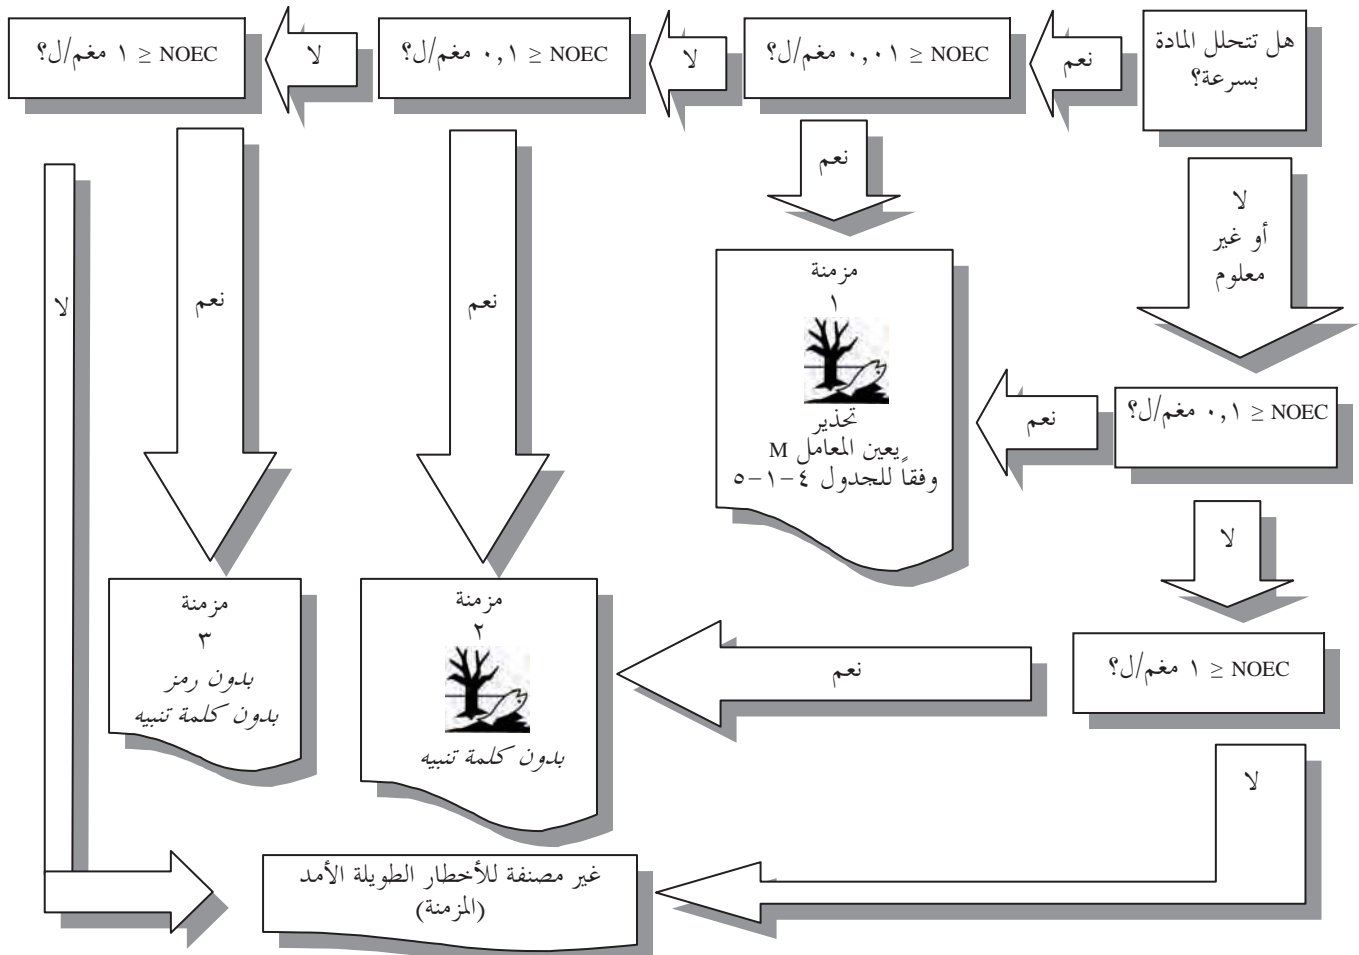 هل تتحلل المادة
بسرعة؟
نعم
NOEC ≤ ٠,٠١ مغم/ل؟
لا
NOEC ≤ ٠,١ مغم/ل؟
لا
NOEC ≤ ١ مغم/ل؟
نعم
لا
أو غير
معلوم
نعم
نعم
لا
مزمنة
١
تحذير
يعين المعامل M
وفقاً للجدول ٤-١-٥
نعم
NOEC ≤ ٠,١ مغم/ل؟
لا
NOEC ≤ ١ مغم/ل؟
نعم
مزمنة
٢
بدون كلمة تنبيه
مزمنة
٣
بدون رمز
بدون كلمة تنبيه
لا
غير مصنفة للأخطار الطويلة الأمد
(المزمنة)